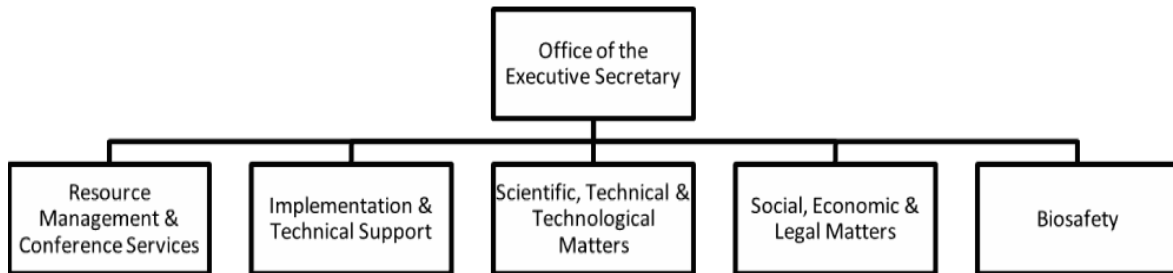 Office of the
Executive Secretary
Resource
Management &
Conference Services
Implementation &
Technical Support
Scientific, Technical &
Technological
Matters
Social, Economic &
Legal Matters
Biosafety